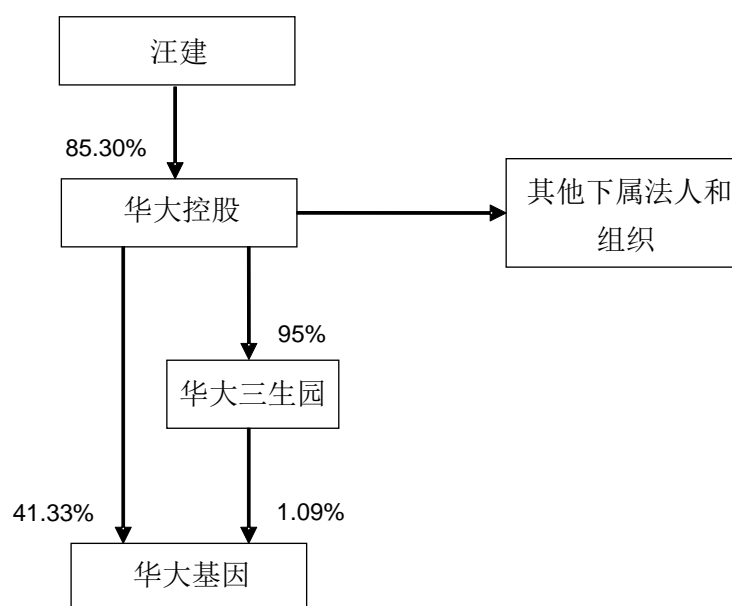 汪建
85.30%
华大控股
其他下属法人和
组织
95%
华大三生园
41.33%
1.09%
华大基因